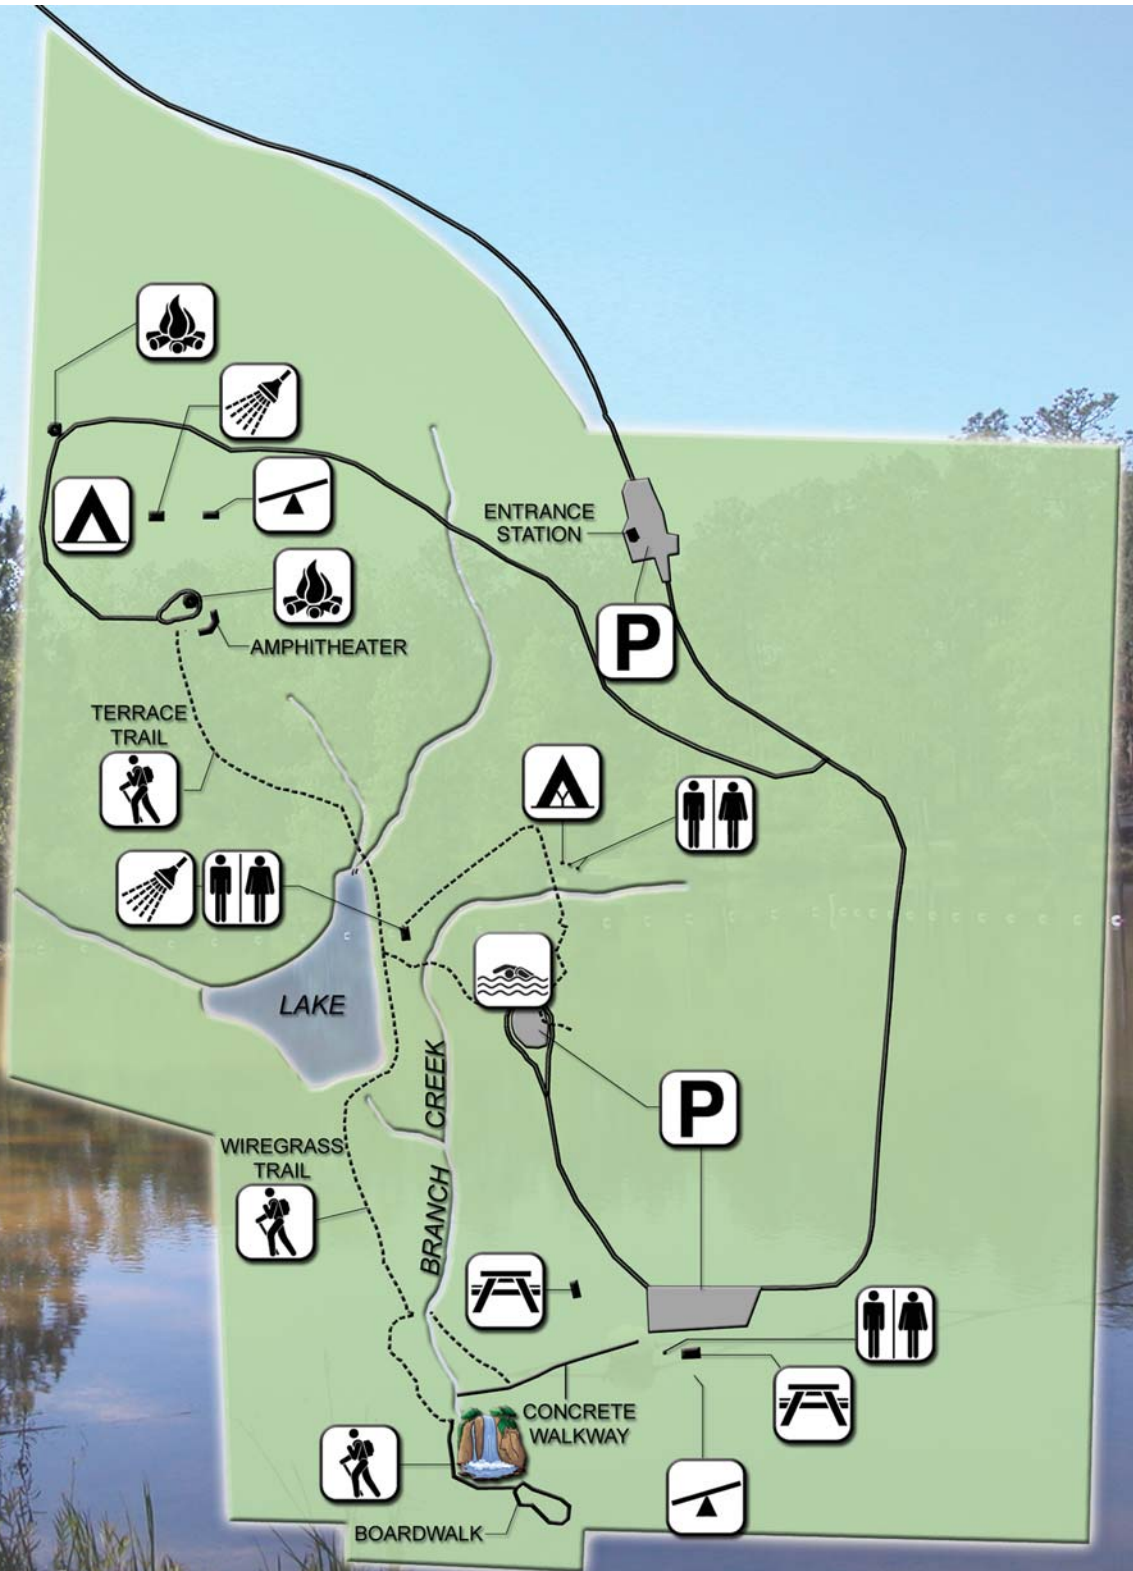 ENTRANCE
STATION
P
AMPHITHEATER
TERRACE
TRAIL
LAKE
CREEK
BRANCH
P
WIREGRASS
TRAIL
CONCRETE
WALKWAY
BOARDWALK